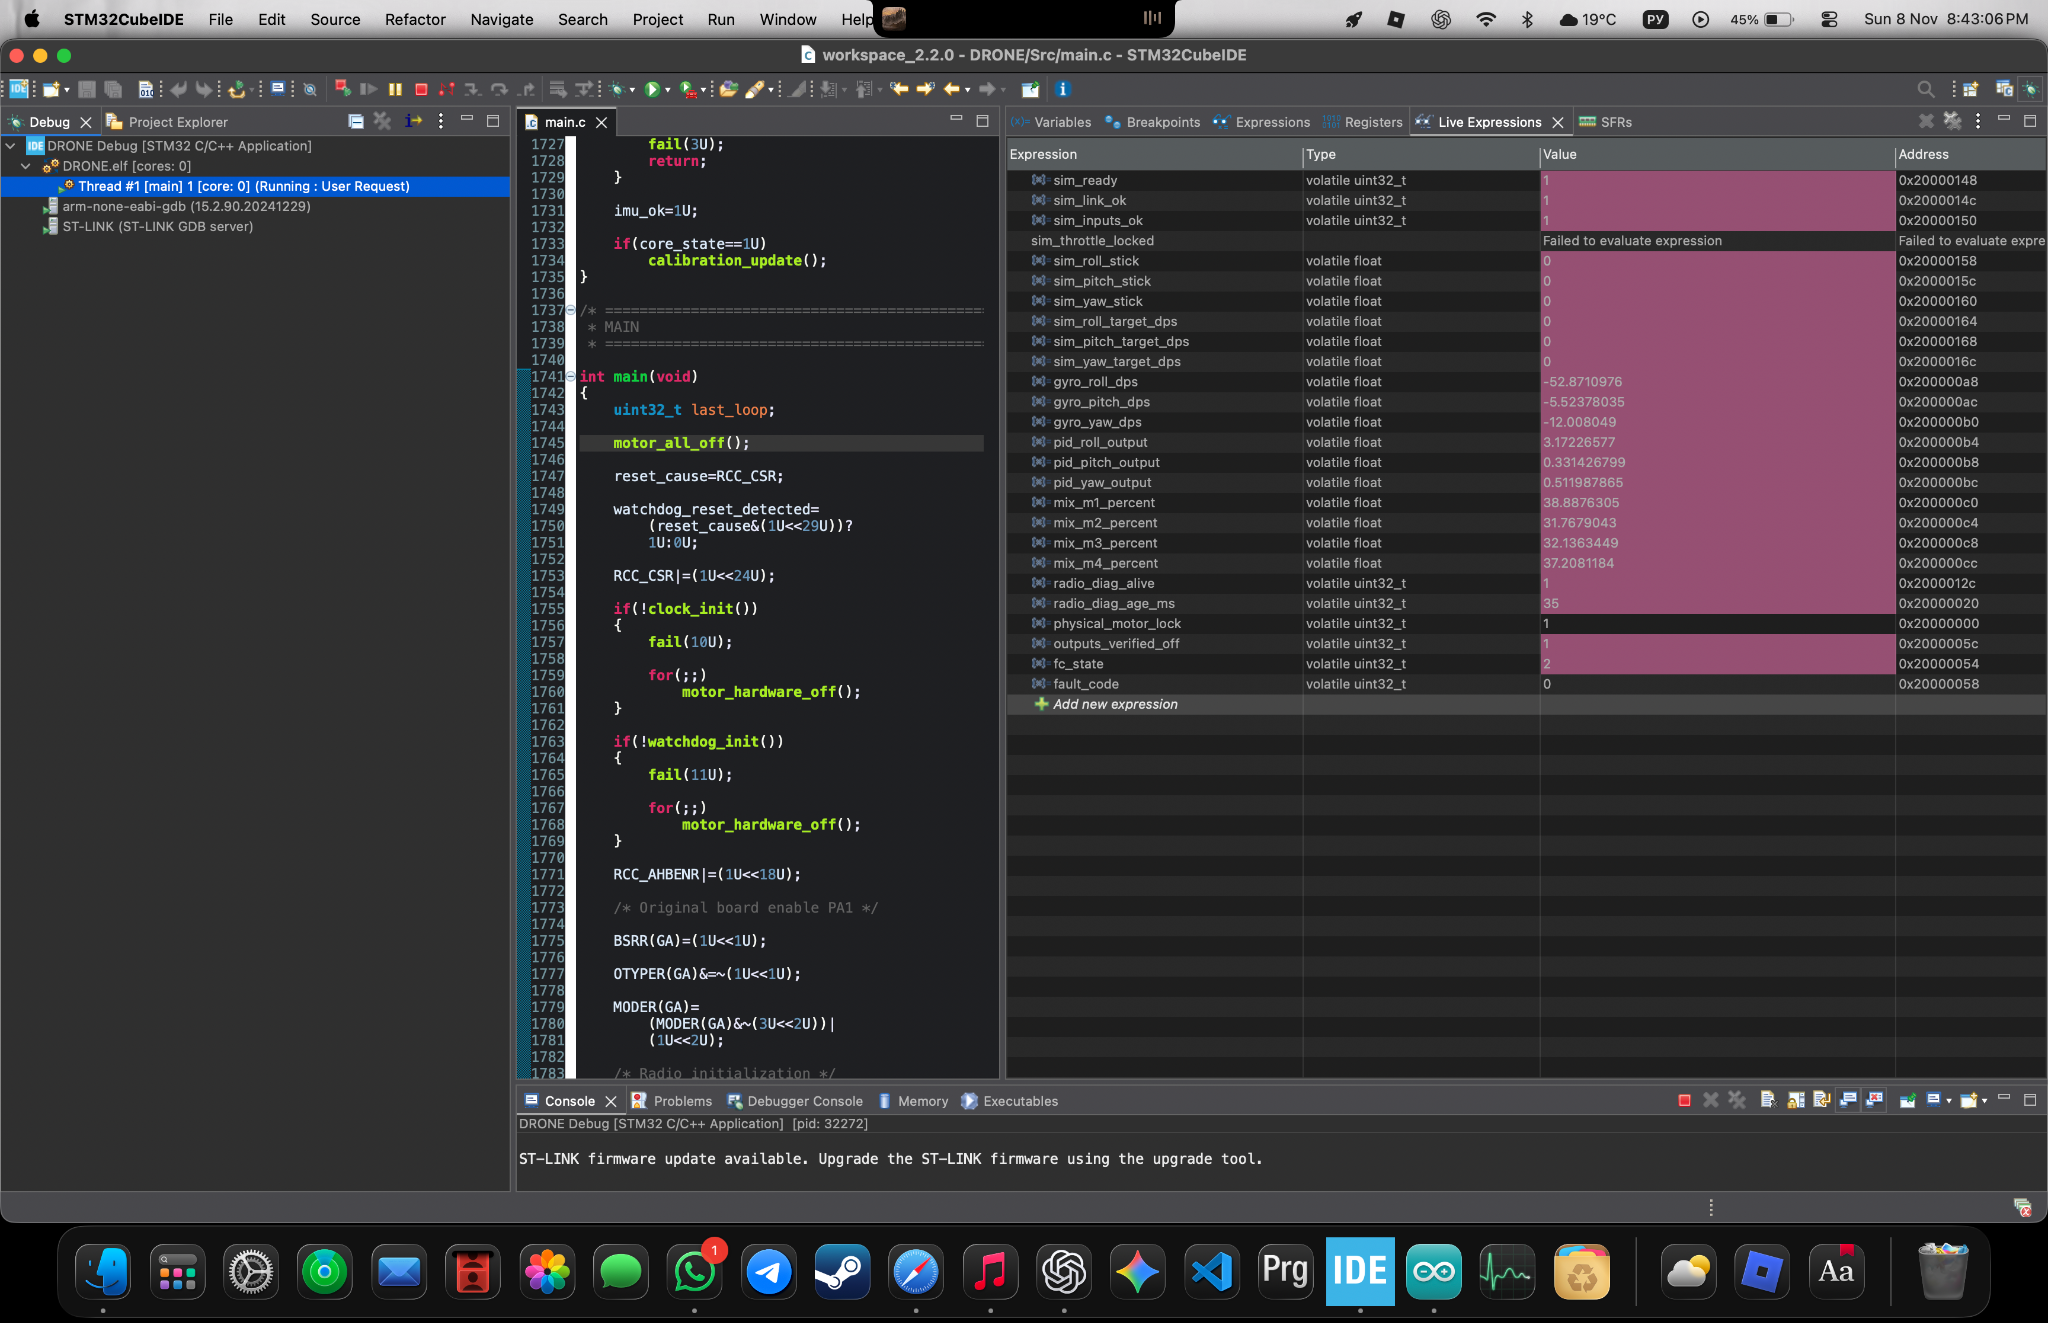 STM32CubeIDE File Edit Source Refactor Navigate Search Project Run Window Help 19°C РУ 45% Sun 8 Nov 8:43:06 PM
workspace_2.2.0 - DRONE/Src/main.c - STM32CubeIDE
IDE
010
Debug
Project Explorer
IDE DRONE Debug [STM32 C/C++ Application]
DRONE.elf [cores: 0]
Thread #1 [main] 1 [core: 0] (Running : User Request)
arm-none-eabi-gdb (15.2.90.20241229)
ST-LINK (ST-LINK GDB server)
main.c
1727 fail(3U);
1728 return;
1729 }
1730
1731 imu_ok=1U;
1732
1733 if(core_state==1U)
1734 calibration_update();
1735 }
1736
1737 /* ============================================
1738 * MAIN
1739 * ============================================
1740
1741 int main(void)
1742 {
1743 uint32_t last_loop;
1744
1745 motor_all_off();
1746
1747 reset_cause=RCC_CSR;
1748
1749 watchdog_reset_detected=
1750 (reset_cause&(1U<<29U))?
1751 1U:0U;
1752
1753 RCC_CSR|=(1U<<24U);
1754
1755 if(!clock_init())
1756 {
1757 fail(10U);
1758
1759 for(;;)
1760 motor_hardware_off();
1761 }
1762
1763 if(!watchdog_init())
1764 {
1765 fail(11U);
1766
1767 for(;;)
1768 motor_hardware_off();
1769 }
1770
1771 RCC_AHBENR|=(1U<<18U);
1772
1773 /* Original board enable PA1 */
1774
1775 BSRR(GA)=(1U<<1U);
1776
1777 OTYPER(GA)&=~(1U<<1U);
1778
1779 MODER(GA)=
1780 (MODER(GA)&~(3U<<2U))|
1781 (1U<<2U);
1782
1783 /* Radio initialization */
Variables Breakpoints Expressions Registers Live Expressions SFRs
Expression Type Value Address
sim_ready volatile uint32_t 1 0x20000148
sim_link_ok volatile uint32_t 1 0x2000014c
sim_inputs_ok volatile uint32_t 1 0x20000150
sim_throttle_locked Failed to evaluate expression Failed to evaluate expre
sim_roll_stick volatile float 0 0x20000158
sim_pitch_stick volatile float 0 0x2000015c
sim_yaw_stick volatile float 0 0x20000160
sim_roll_target_dps volatile float 0 0x20000164
sim_pitch_target_dps volatile float 0 0x20000168
sim_yaw_target_dps volatile float 0 0x2000016c
gyro_roll_dps volatile float -52.8710976 0x200000a8
gyro_pitch_dps volatile float -5.52378035 0x200000ac
gyro_yaw_dps volatile float -12.008049 0x200000b0
pid_roll_output volatile float 3.17226577 0x200000b4
pid_pitch_output volatile float 0.331426799 0x200000b8
pid_yaw_output volatile float 0.511987865 0x200000bc
mix_m1_percent volatile float 38.8876305 0x200000c0
mix_m2_percent volatile float 31.7679043 0x200000c4
mix_m3_percent volatile float 32.1363449 0x200000c8
mix_m4_percent volatile float 37.2081184 0x200000cc
radio_diag_alive volatile uint32_t 1 0x2000012c
radio_diag_age_ms volatile uint32_t 35 0x20000020
physical_motor_lock volatile uint32_t 1 0x20000000
outputs_verified_off volatile uint32_t 1 0x2000005c
fc_state volatile uint32_t 2 0x20000054
fault_code volatile uint32_t 0 0x20000058
Add new expression
Console Problems Debugger Console Memory Executables
DRONE Debug [STM32 C/C++ Application] [pid: 32272]
ST-LINK firmware update available. Upgrade the ST-LINK firmware using the upgrade tool.
1
Prg
IDE
Aa